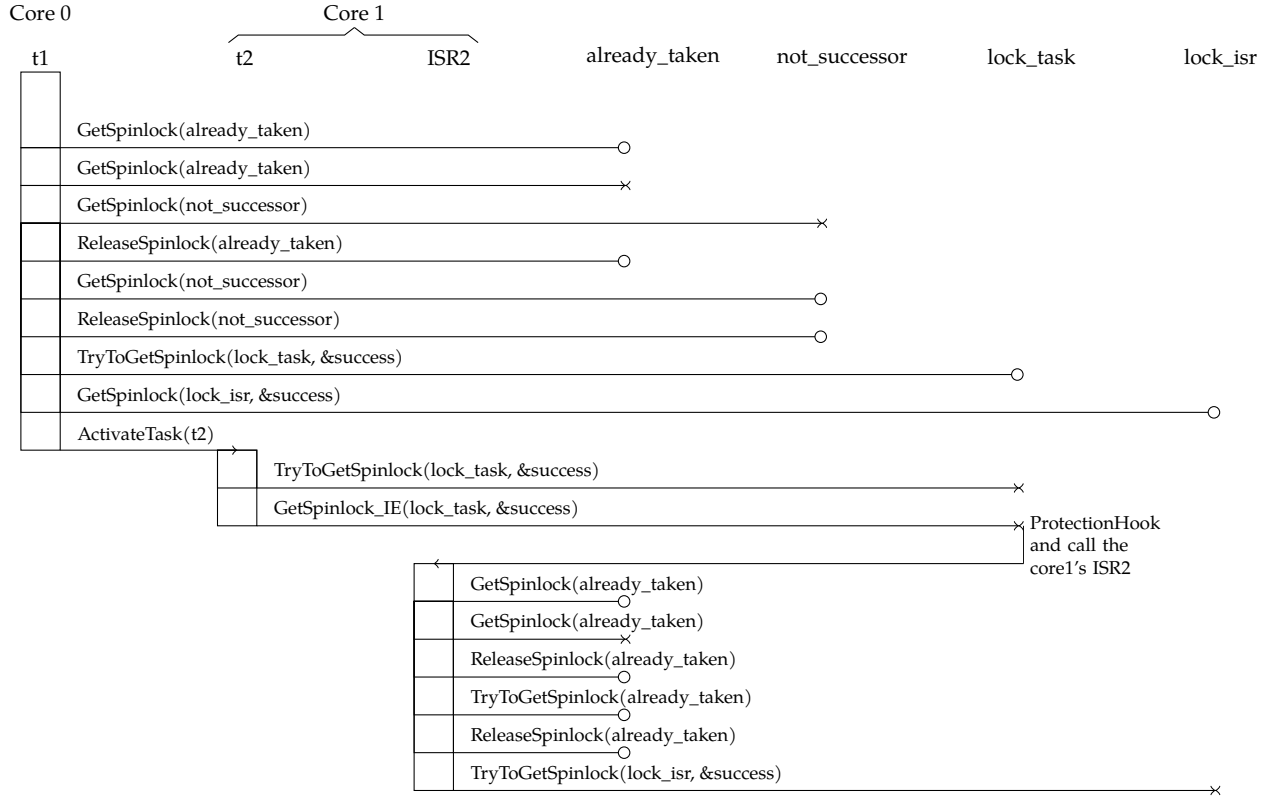 Core 0
Core 1
t1
t2
ISR2
already_taken
not_successor
lock_task
lock_isr
GetSpinlock(already_taken)
GetSpinlock(already_taken)
GetSpinlock(not_successor)
ReleaseSpinlock(already_taken)
GetSpinlock(not_successor)
ReleaseSpinlock(not_successor)
TryToGetSpinlock(lock_task, &success)
GetSpinlock(lock_isr, &success)
ActivateTask(t2)
TryToGetSpinlock(lock_task, &success)
GetSpinlock_IE(lock_task, &success)
ProtectionHook
and call the
core1's ISR2
GetSpinlock(already_taken)
GetSpinlock(already_taken)
ReleaseSpinlock(already_taken)
TryToGetSpinlock(already_taken)
ReleaseSpinlock(already_taken)
TryToGetSpinlock(lock_isr, &success)